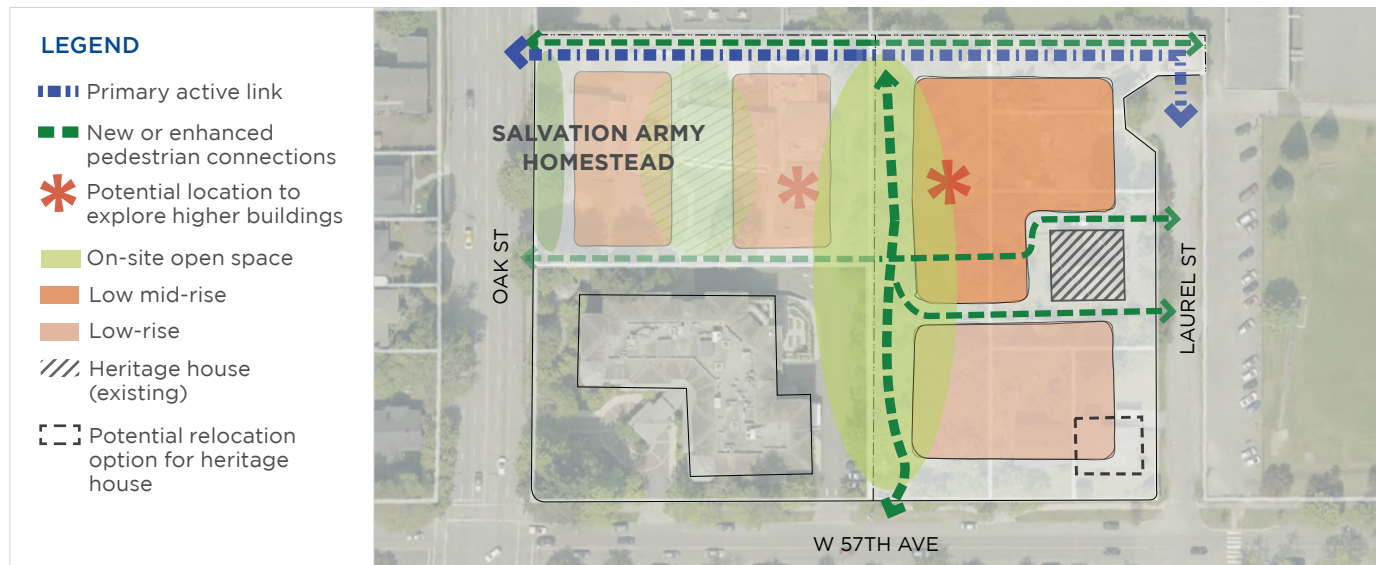 LEGEND
Primary active link
New or enhanced
pedestrian connections
Potential location to
explore higher buildings
On-site open space
Low mid-rise
Low-rise
Heritage house
(existing)
Potential relocation
option for heritage
house
SALVATION ARMY
HOMESTEAD
OAK ST
LAUREL ST
W 57TH AVE